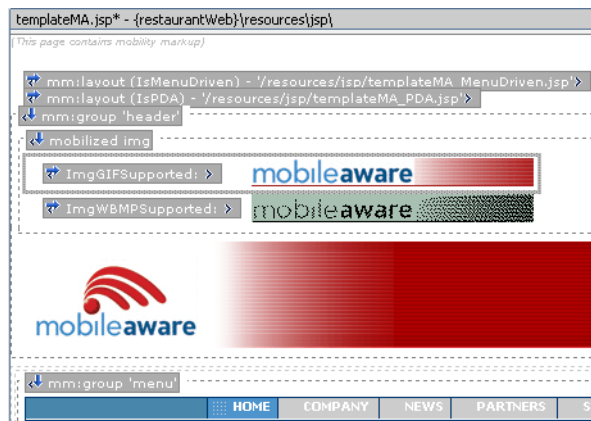 templateMA.jsp* - {restaurantWeb}\resources\jsp\
(This page contains mobility markup)
mm:layout (IsMenuDriven) - '/resources/jsp/templateMA_MenuDriven.jsp'>
mm:layout (IsPDA) - '/resources/jsp/templateMA_PDA.jsp'>
mm:group 'header'
mobilized img
ImgGIFSupported: > mobileaware
ImgWBMPSupported: > mobileaware
mobileaware
mm:group 'menu'
HOME COMPANY NEWS PARTNERS S